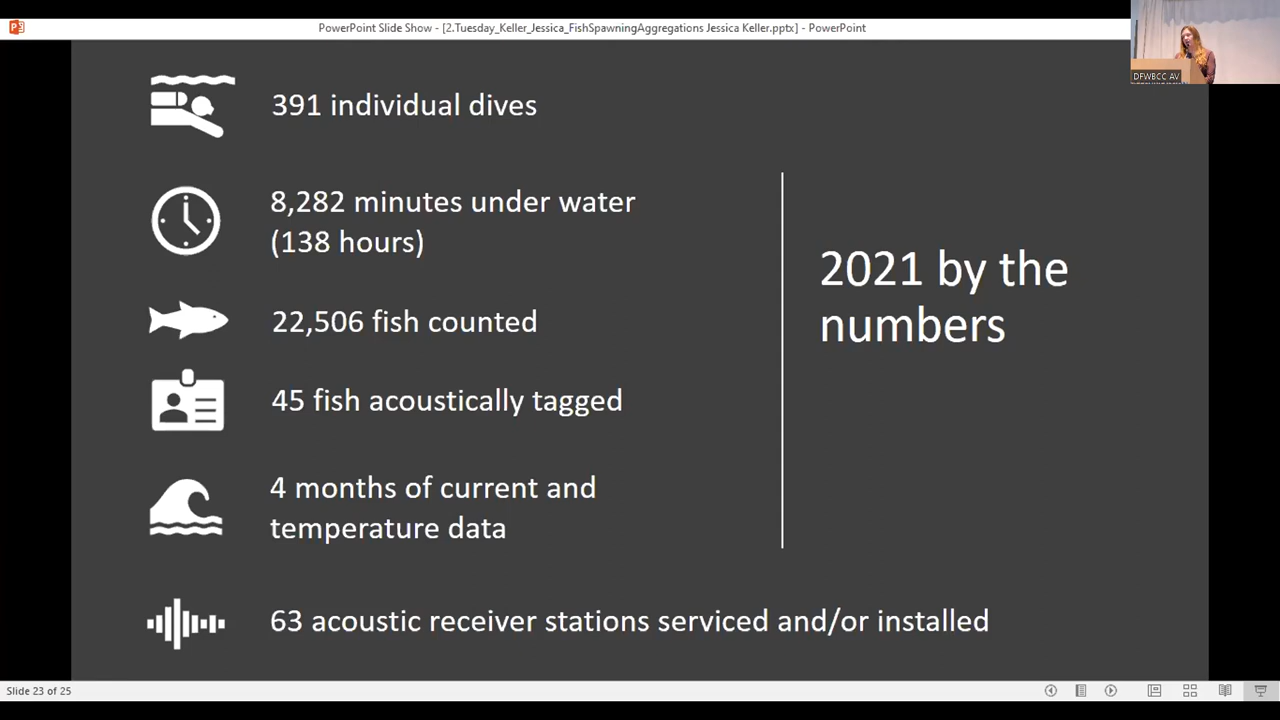 PowerPoint Slide Show - [2.Tuesday_Keller_Jessica_FishSpawningAggregations Jessica Keller.pptx] - PowerPoint
DFWBCC AV
391 individual dives
8,282 minutes under water
(138 hours)
22,506 fish counted
45 fish acoustically tagged
4 months of current and
temperature data
63 acoustic receiver stations serviced and/or installed
2021 by the
numbers
Slide 23 of 25